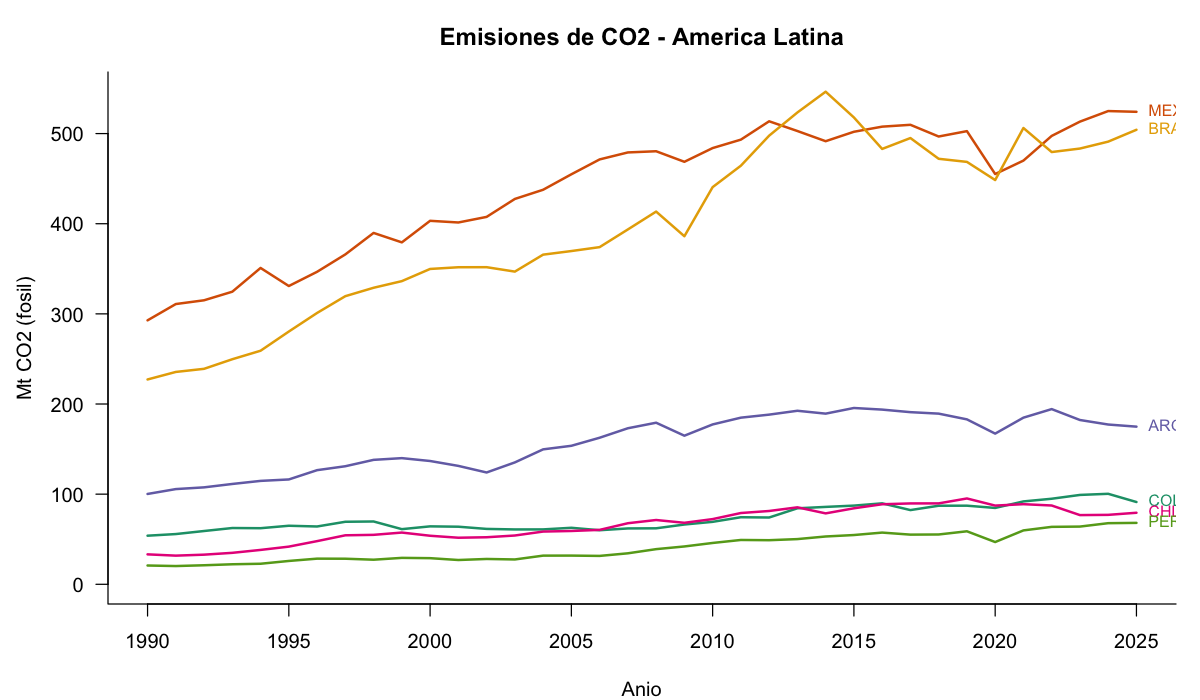 Emisiones de CO2 - America Latina
Mt CO2 (fosil)
500
400
300
200
100
0
MEX
BRA
ARG
COL
CHL
PER
1990 1995 2000 2005 2010 2015 2020 2025
Anio